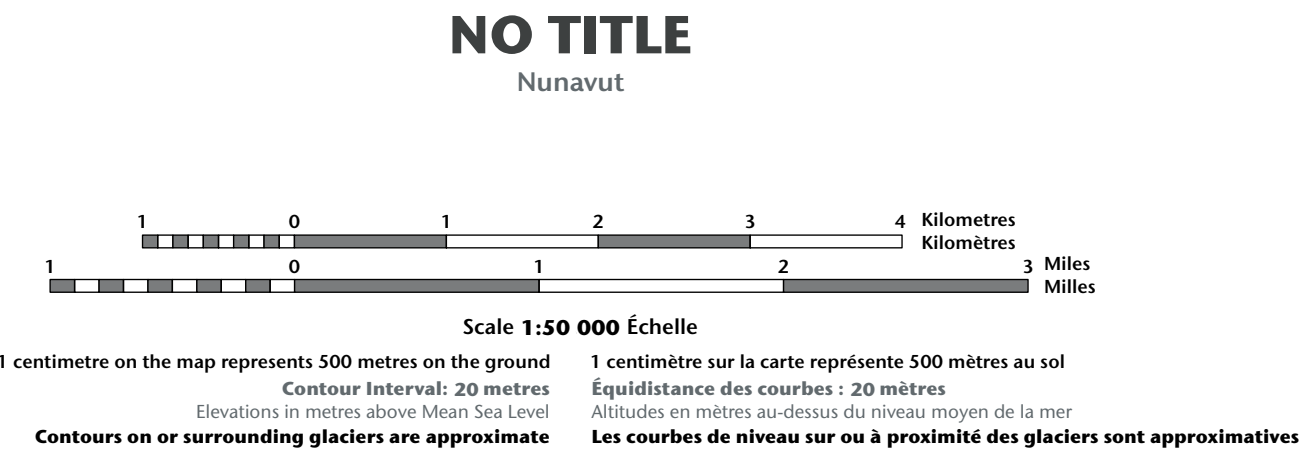 NO TITLE
Nunavut
1 0 1 2 3 4 Kilometres
Kilomètres
1 0 1 2 3 Miles
Milles
Scale 1:50 000 Échelle
1 centimetre on the map represents 500 metres on the ground
Contour Interval: 20 metres
Elevations in metres above Mean Sea Level
Contours on or surrounding glaciers are approximate
1 centimètre sur la carte représente 500 mètres au sol
Équidistance des courbes : 20 mètres
Altitudes en mètres au-dessus du niveau moyen de la mer
Les courbes de niveau sur ou à proximité des glaciers sont approximatives